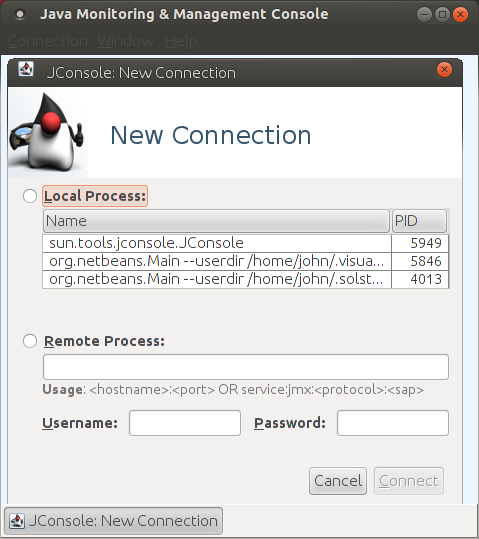 Java Monitoring & Management Console
Connection Window Help
JConsole: New Connection
New Connection
Local Process:
Name PID
sun.tools.jconsole.JConsole 5949
org.netbeans.Main --userdir /home/john/.visua... 5846
org.netbeans.Main --userdir /home/john/.solst... 4013
Remote Process:
Usage: <hostname>:<port> OR service:jmx:<protocol>:<sap>
Username: Password:
Cancel Connect
JConsole: New Connection